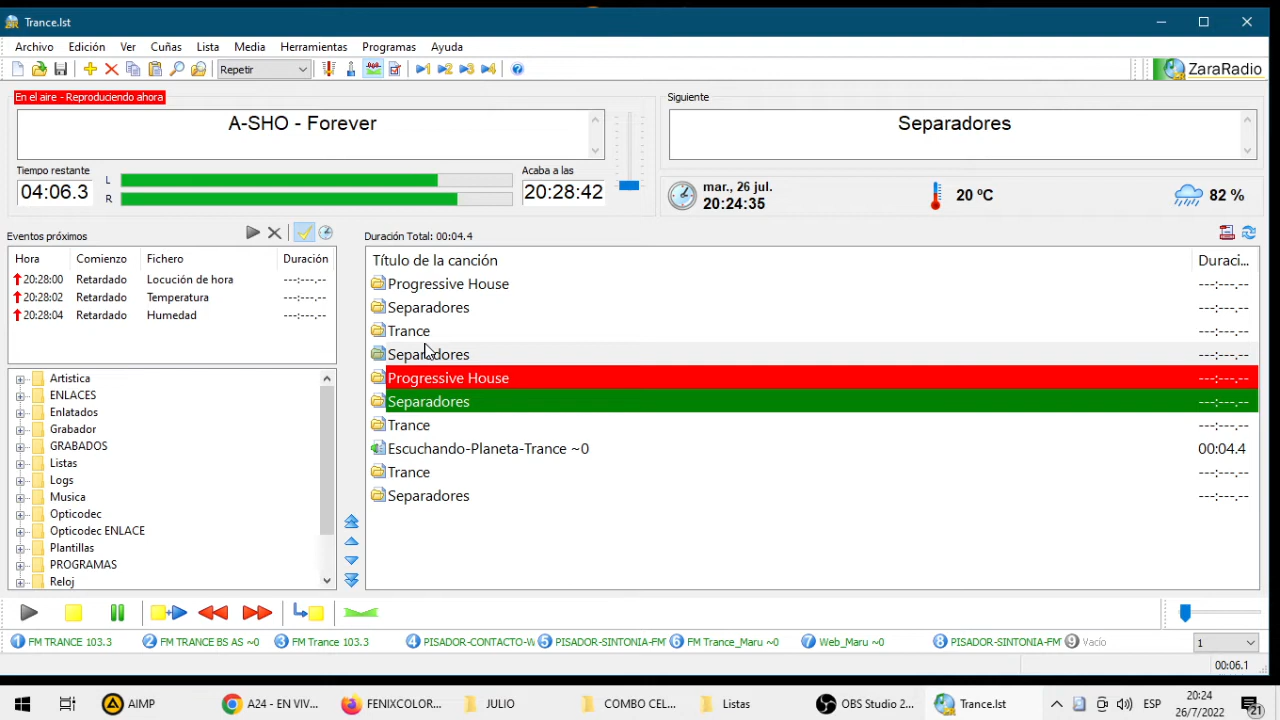 Trance.lst
Archivo Edición Ver Cuñas Lista Media Herramientas Programas Ayuda
Repetir 1 2 3 4 ZaraRadio
En el aire - Reproduciendo ahora
A-SHO - Forever
Siguiente
Separadores
Tiempo restante
04:06.3
L
R
Acaba a las
20:28:42
mar., 26 jul.
20:24:35
20 ºC
82 %
Eventos próximos
Hora Comienzo Fichero Duración
20:28:00 Retardado Locución de hora ---:---.--
20:28:02 Retardado Temperatura ---:---.--
20:28:04 Retardado Humedad ---:---.--
Artistica
ENLACES
Enlatados
Grabador
GRABADOS
Listas
Logs
Musica
Opticodec
Opticodec ENLACE
Plantillas
PROGRAMAS
Reloj
Duración Total: 00:04.4
Título de la canción Duraci...
Progressive House ---:---.--
Separadores ---:---.--
Trance ---:---.--
Separadores ---:---.--
Progressive House ---:---.--
Separadores ---:---.--
Trance ---:---.--
Escuchando-Planeta-Trance ~0 00:04.4
Trance ---:---.--
Separadores ---:---.--
1 FM TRANCE 103.3 2 FM TRANCE BS AS ~0 3 FM Trance 103.3 4 PISADOR-CONTACTO-W 5 PISADOR-SINTONIA-FM 6 FM Trance_Maru ~0 7 Web_Maru ~0 8 PISADOR-SINTONIA-FM 9 Vacío 1
00:06.1
AIMP A24 - EN VIV... FENIXCOLOR... JULIO COMBO CEL... Listas OBS Studio 2... Trance.lst ESP 20:24
26/7/2022 21